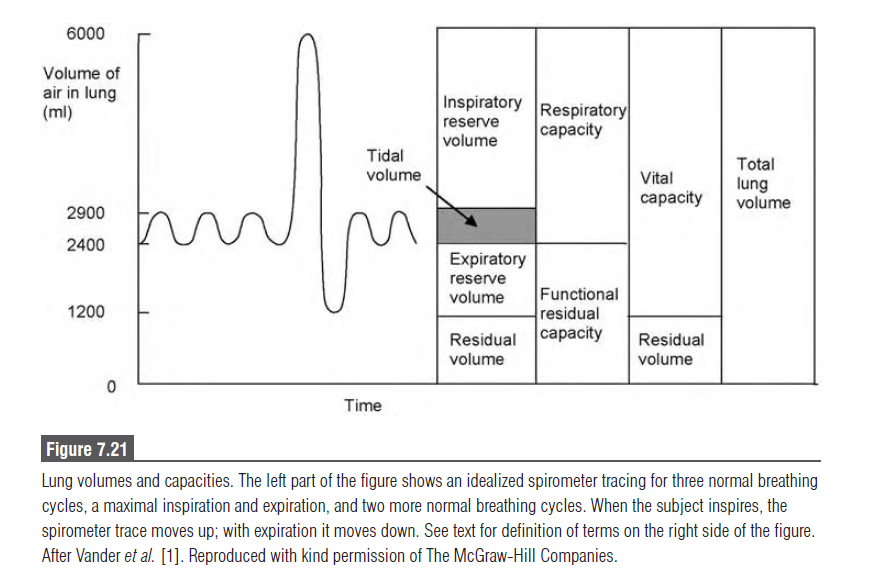 6000
Volume of
air in lung
(ml)
2900
2400
1200
0
Time
Tidal
volume
Inspiratory
reserve
volume
Expiratory
reserve
volume
Residual
volume
Respiratory
capacity
Functional
residual
capacity
Vital
capacity
Residual
volume
Total
lung
volume
Figure 7.21
Lung volumes and capacities. The left part of the figure shows an idealized spirometer tracing for three normal breathing
cycles, a maximal inspiration and expiration, and two more normal breathing cycles. When the subject inspires, the
spirometer trace moves up; with expiration it moves down. See text for definition of terms on the right side of the figure.
After Vander et al. [1]. Reproduced with kind permission of The McGraw-Hill Companies.